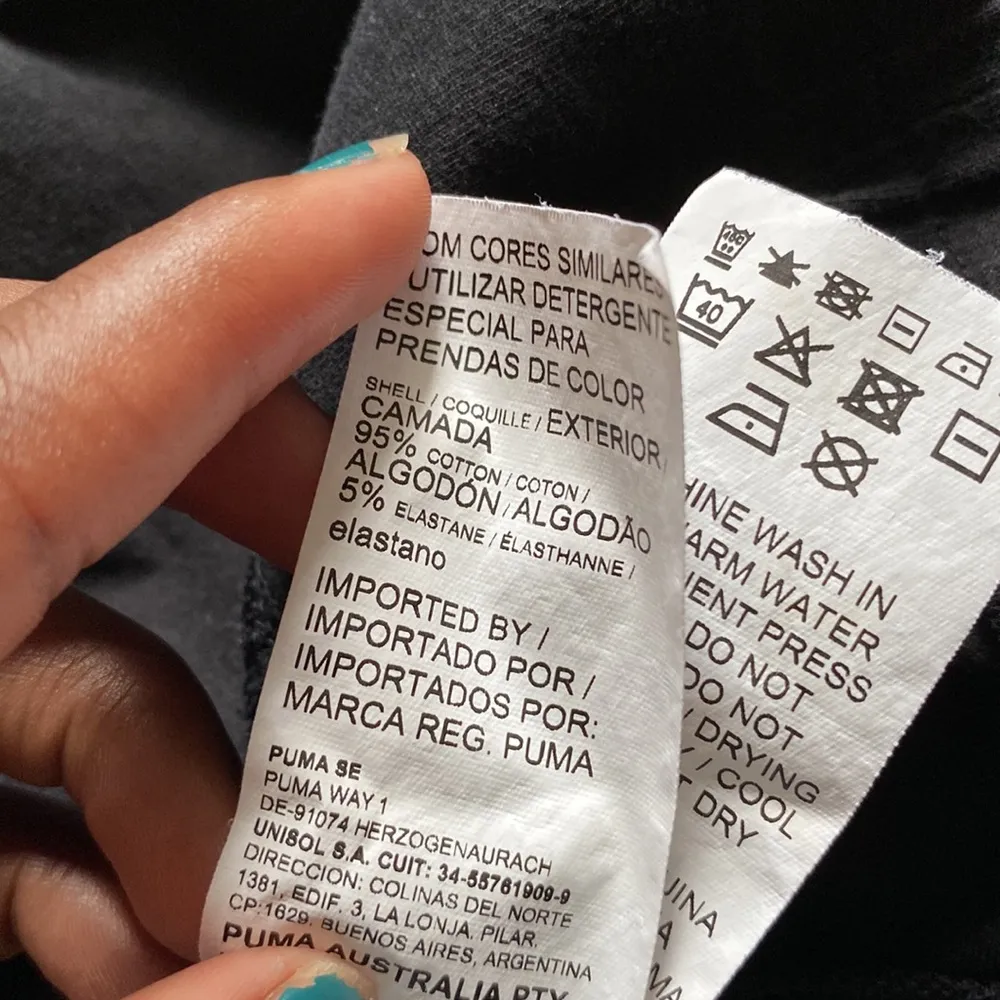 COM CORES SIMILARES
UTILIZAR DETERGENTE
ESPECIAL PARA
PRENDAS DE COLOR
SHELL / COQUILLE / EXTERIOR /
CAMADA
95% COTTON / COTON /
ALGODÓN / ALGODÃO
5% ELASTANE / ÉLASTHANNE /
elastano
IMPORTED BY /
IMPORTADO POR /
IMPORTADOS POR:
MARCA REG. PUMA
PUMA SE
PUMA WAY 1
DE-91074 HERZOGENAURACH
UNISOL S.A. CUIT: 34-55761909-9
DIRECCION: COLINAS DEL NORTE
1381, EDIF. 3, LA LONJA, PILAR,
CP:1629, BUENOS AIRES, ARGENTINA
PUMA AUSTRALIA PTY
40
WASH IN
WATER
PRESS
DO NOT
DO NOT
/ DRYING
/ COOL
DRY